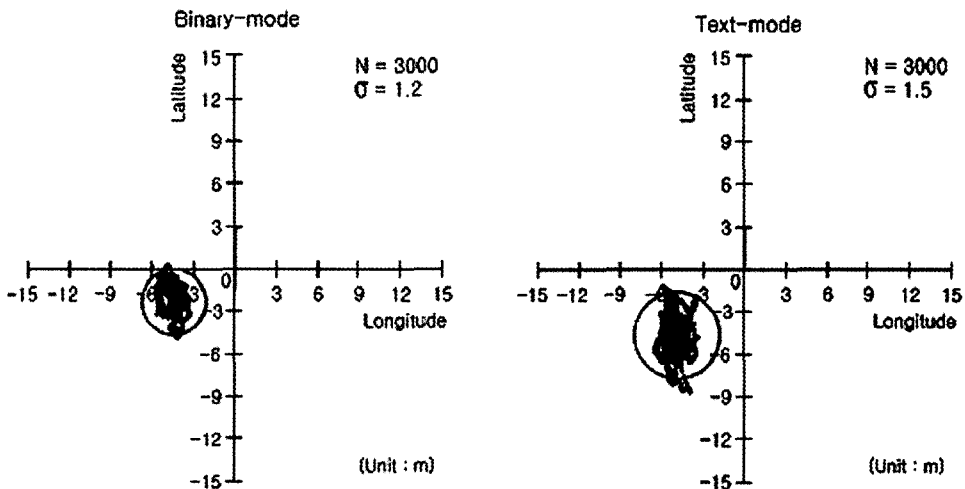 Binary-mode
Latitude
N = 3000
σ = 1.2
15
12
9
6
3
0
-15 -12 -9 -6 -3 3 6 9 12 15
Longitude
-3
-6
-9
-12
-15
(Unit : m)
Text-mode
Latitude
N = 3000
σ = 1.5
15
12
9
6
3
0
-15 -12 -9 3 6 9 12 15
Longitude
-3
-6
-9
-12
-15
(Unit : m)